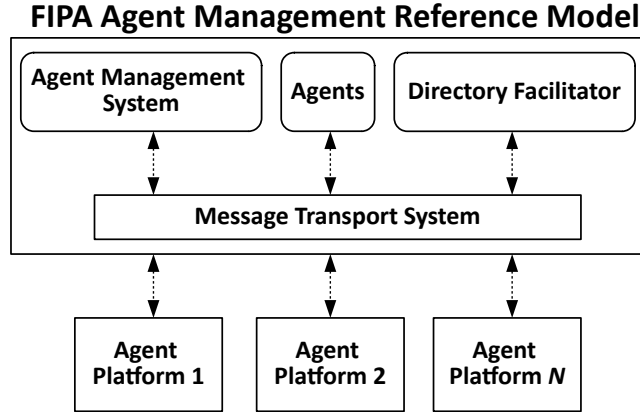 FIPA Agent Management Reference Model
Agent Management
System
Agents
Directory Facilitator
Message Transport System
Agent
Platform 1
Agent
Platform 2
Agent
Platform N